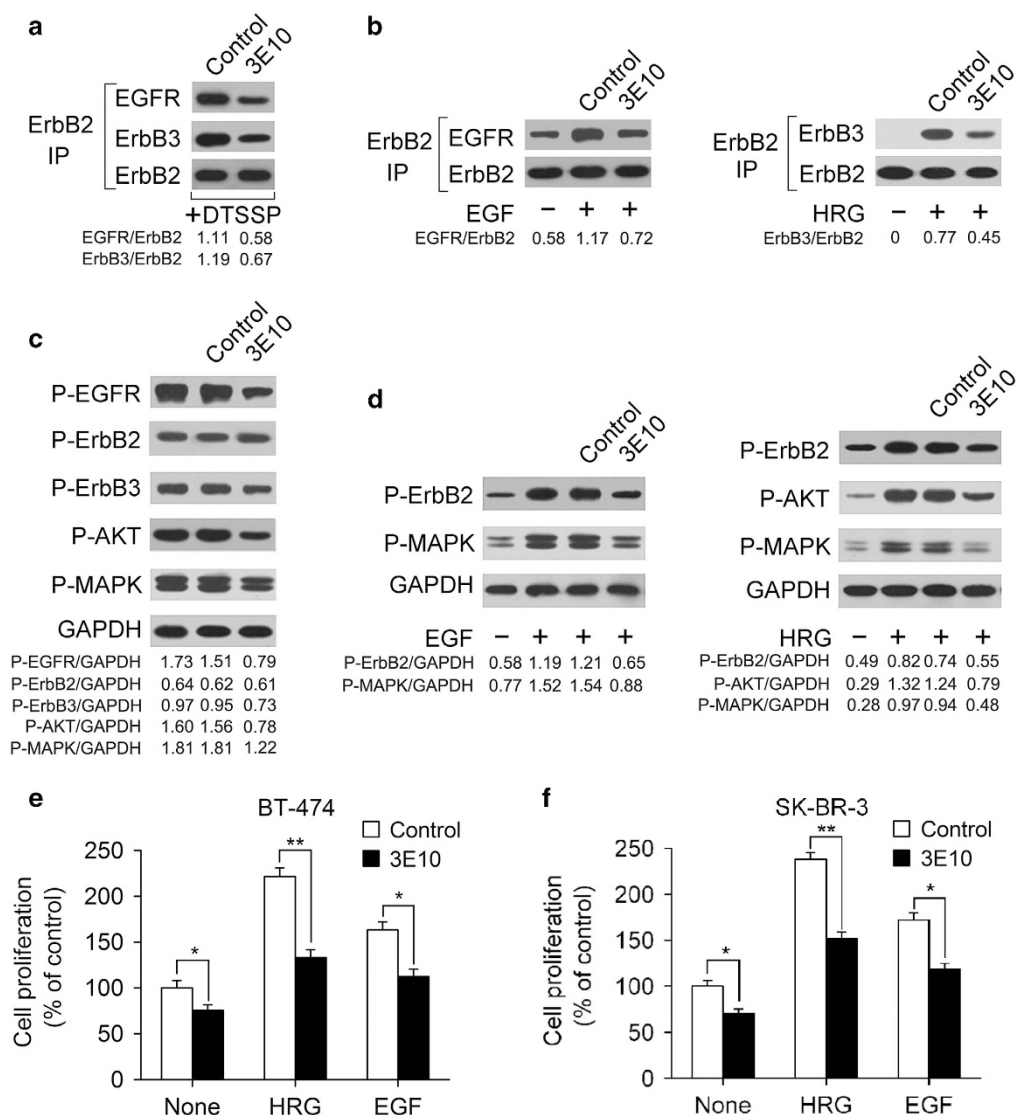 a
Control 3E10
ErbB2 IP
EGFR
ErbB3
ErbB2
+DTSSP
EGFR/ErbB2 1.11 0.58
ErbB3/ErbB2 1.19 0.67
b
Control 3E10
ErbB2 IP
EGFR
ErbB2
EGF − + +
EGFR/ErbB2 0.58 1.17 0.72
Control 3E10
ErbB2 IP
ErbB3
ErbB2
HRG − + +
ErbB3/ErbB2 0 0.77 0.45
c
Control 3E10
P-EGFR
P-ErbB2
P-ErbB3
P-AKT
P-MAPK
GAPDH
P-EGFR/GAPDH 1.73 1.51 0.79
P-ErbB2/GAPDH 0.64 0.62 0.61
P-ErbB3/GAPDH 0.97 0.95 0.73
P-AKT/GAPDH 1.60 1.56 0.78
P-MAPK/GAPDH 1.81 1.81 1.22
d
Control 3E10
P-ErbB2
P-MAPK
GAPDH
EGF − + + +
P-ErbB2/GAPDH 0.58 1.19 1.21 0.65
P-MAPK/GAPDH 0.77 1.52 1.54 0.88
Control 3E10
P-ErbB2
P-AKT
P-MAPK
GAPDH
HRG − + + +
P-ErbB2/GAPDH 0.49 0.82 0.74 0.55
P-AKT/GAPDH 0.29 1.32 1.24 0.79
P-MAPK/GAPDH 0.28 0.97 0.94 0.48
e
BT-474
Control
3E10
Cell proliferation
(% of control)
250
200
150
100
50
0
*
**
*
None HRG EGF
f
SK-BR-3
Control
3E10
Cell proliferation
(% of control)
250
200
150
100
50
0
*
**
*
None HRG EGF